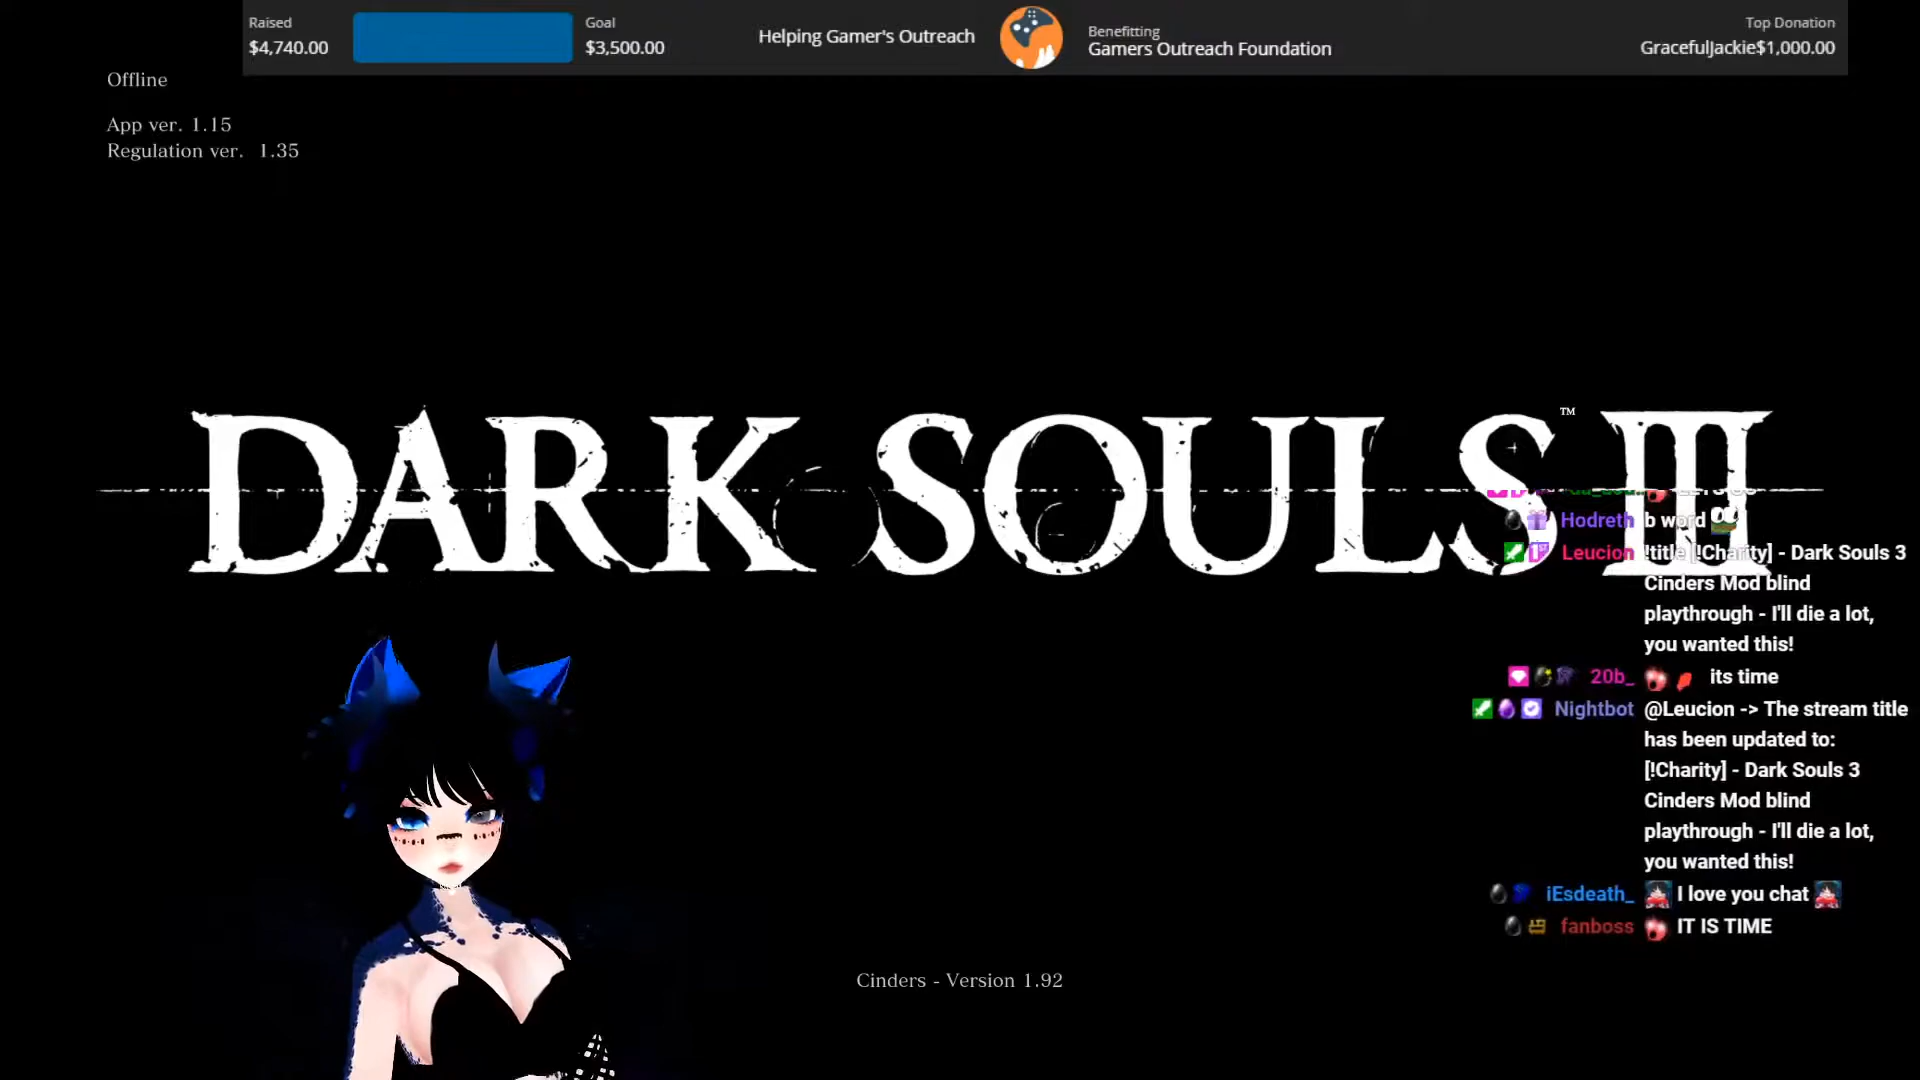 Raised
$4,740.00
Goal
$3,500.00
Helping Gamer's Outreach
Benefitting
Gamers Outreach Foundation
Top Donation
GracefulJackie$1,000.00
Offline
App ver. 1.15
Regulation ver. 1.35
DARK SOULS III
™
Hodreth b word
Leucion !title [!Charity] - Dark Souls 3
Cinders Mod blind
playthrough - I'll die a lot,
you wanted this!
20b_ its time
Nightbot @Leucion -> The stream title
has been updated to:
[!Charity] - Dark Souls 3
Cinders Mod blind
playthrough - I'll die a lot,
you wanted this!
iEsdeath_ I love you chat
fanboss IT IS TIME
Cinders - Version 1.92